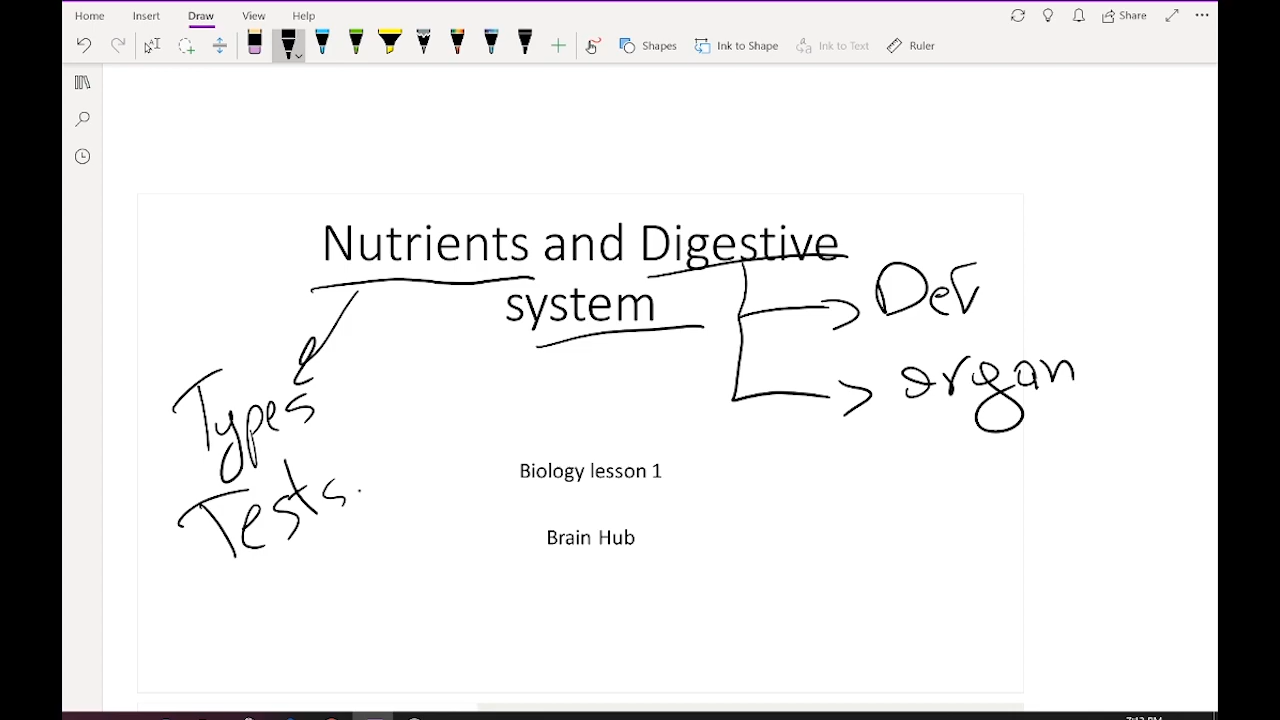 Home Insert Draw View Help Share
Shapes Ink to Shape Ink to Text Ruler
Nutrients and Digestive
system
Dev
organ
Types
Tests.
Biology lesson 1
Brain Hub